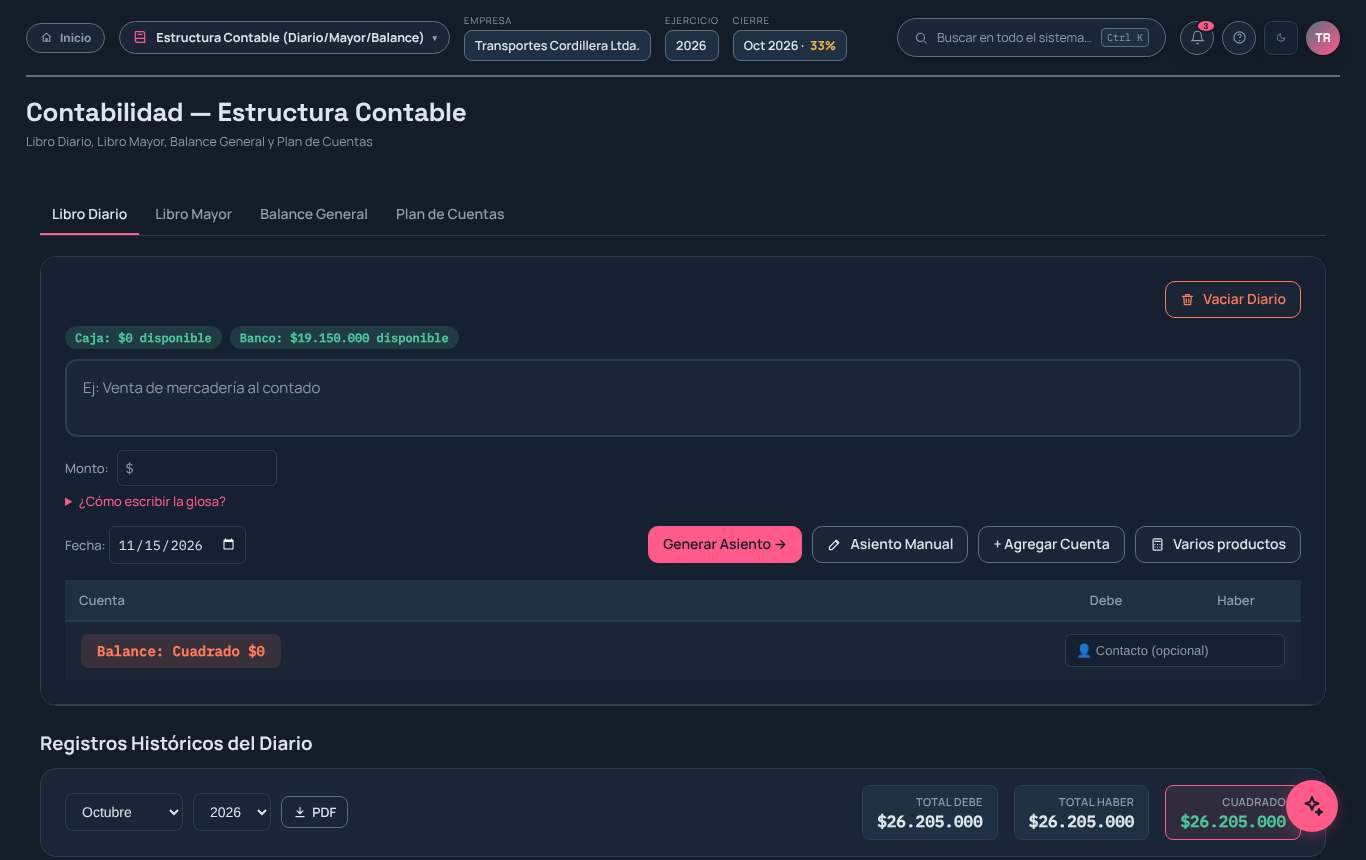 Inicio
Estructura Contable (Diario/Mayor/Balance) ▾
EMPRESA
Transportes Cordillera Ltda.
EJERCICIO
2026
CIERRE
Oct 2026 · 33%
Buscar en todo el sistema... Ctrl K
3
TR
Contabilidad — Estructura Contable
Libro Diario, Libro Mayor, Balance General y Plan de Cuentas
Libro Diario
Libro Mayor
Balance General
Plan de Cuentas
Vaciar Diario
Caja: $0 disponible
Banco: $19.150.000 disponible
Ej: Venta de mercadería al contado
Monto: $
¿Cómo escribir la glosa?
Fecha: 11/15/2026
Generar Asiento →
Asiento Manual
+ Agregar Cuenta
Varios productos
Cuenta Debe Haber
Balance: Cuadrado $0
👤 Contacto (opcional)
Registros Históricos del Diario
Octubre
2026
PDF
TOTAL DEBE
$26.205.000
TOTAL HABER
$26.205.000
CUADRADO
$26.205.000